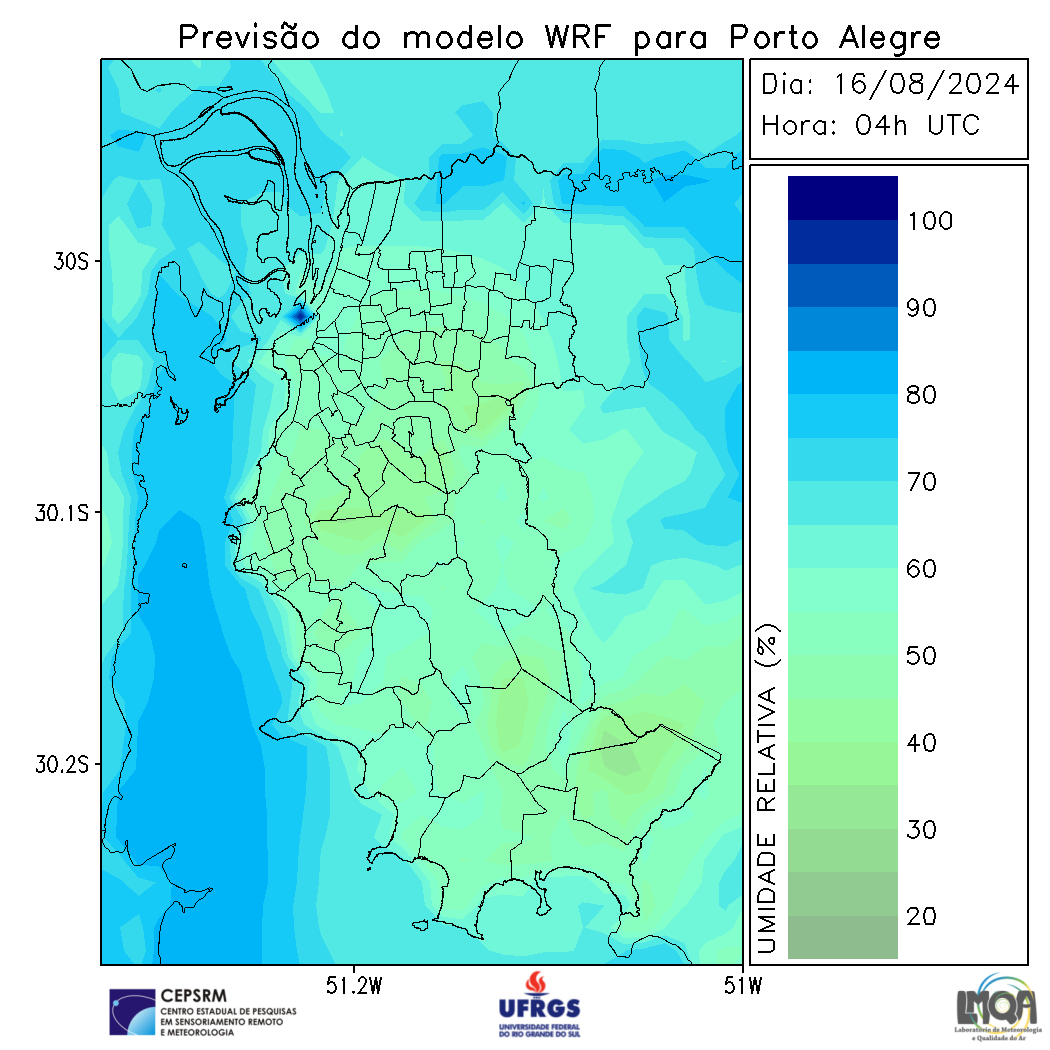 Previsão do modelo WRF para Porto Alegre
Dia: 16/08/2024
Hora: 04h UTC
30S
30.1S
30.2S
51.2W
51W
UMIDADE RELATIVA (%)
100
90
80
70
60
50
40
30
20
CEPSRM
CENTRO ESTADUAL DE PESQUISAS
EM SENSORIAMENTO REMOTO
E METEOROLOGIA
UFRGS
UNIVERSIDADE FEDERAL
DO RIO GRANDE DO SUL
LMQA
Laboratório de Meteorologia
e Qualidade do Ar